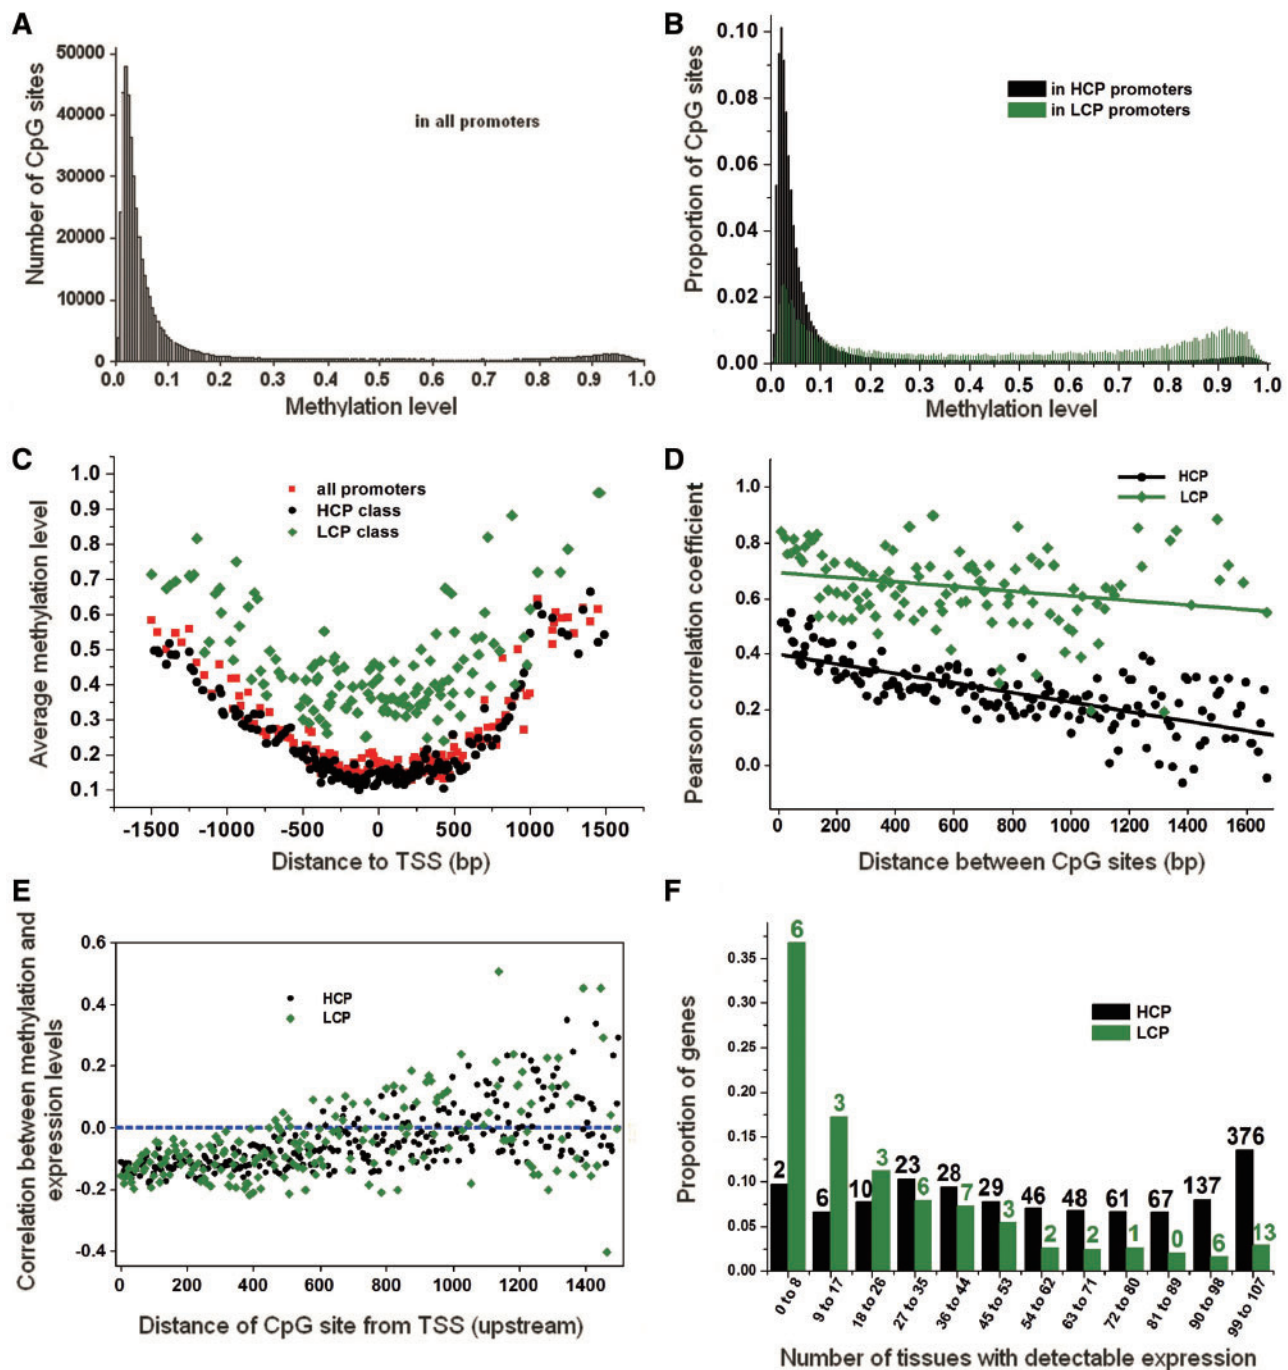 A
50000
40000
30000
20000
10000
0
Number of CpG sites
in all promoters
0.0 0.1 0.2 0.3 0.4 0.5 0.6 0.7 0.8 0.9 1.0
Methylation level
B
0.10
0.08
0.06
0.04
0.02
0.00
Proportion of CpG sites
in HCP promoters
in LCP promoters
0.0 0.1 0.2 0.3 0.4 0.5 0.6 0.7 0.8 0.9 1.0
Methylation level
C
1.0
0.9
0.8
0.7
0.6
0.5
0.4
0.3
0.2
0.1
Average methylation level
all promoters
HCP class
LCP class
-1500 -1000 -500 0 500 1000 1500
Distance to TSS (bp)
D
1.0
0.8
0.6
0.4
0.2
0.0
Pearson correlation coefficient
HCP
LCP
0 200 400 600 800 1000 1200 1400 1600
Distance between CpG sites (bp)
E
0.6
0.4
0.2
0.0
-0.2
-0.4
Correlation between methylation and
expression levels
HCP
LCP
0 200 400 600 800 1000 1200 1400
Distance of CpG site from TSS (upstream)
F
0.35
0.30
0.25
0.20
0.15
0.10
0.05
0.00
Proportion of genes
HCP
LCP
2 6 6 3 10 3 23 6 28 7 29 3 46 2 48 2 61 1 67 0 137 6 376 13
0 to 8
9 to 17
18 to 26
27 to 35
36 to 44
45 to 53
54 to 62
63 to 71
72 to 80
81 to 89
90 to 98
99 to 107
Number of tissues with detectable expression